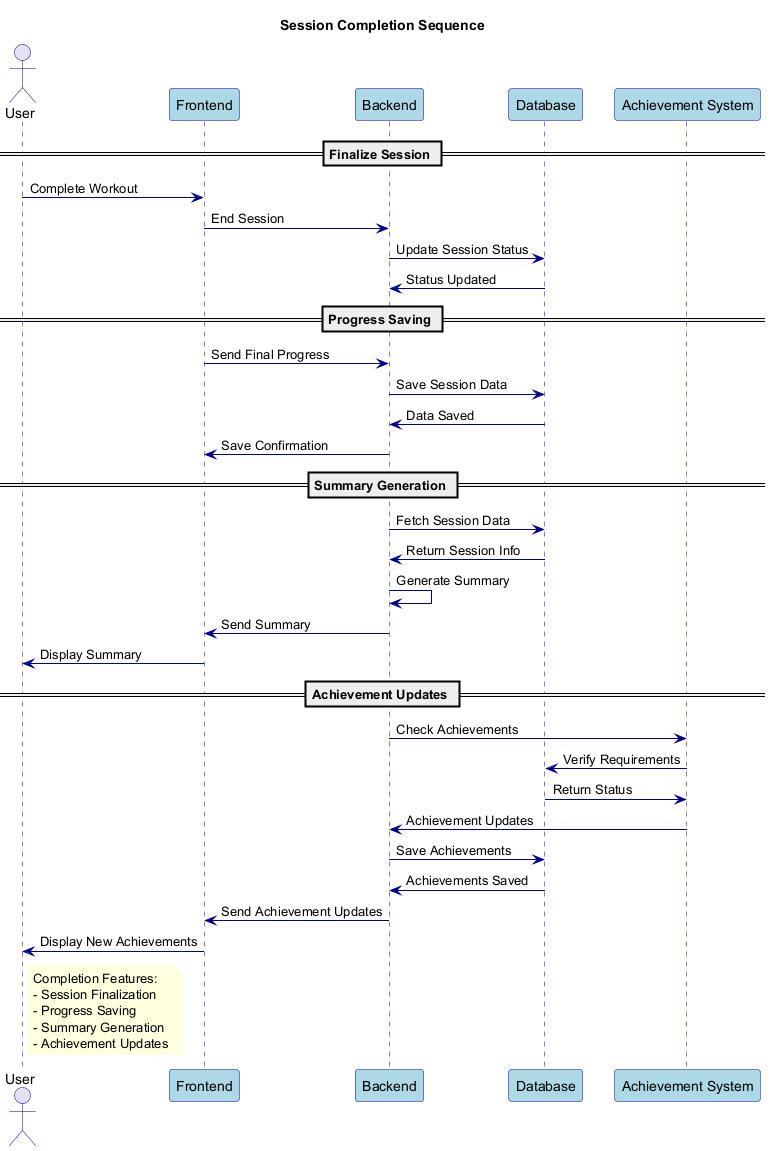 Session Completion Sequence
User
Frontend
Backend
Database
Achievement System
Finalize Session
Complete Workout
End Session
Update Session Status
Status Updated
Progress Saving
Send Final Progress
Save Session Data
Data Saved
Save Confirmation
Summary Generation
Fetch Session Data
Return Session Info
Generate Summary
Send Summary
Display Summary
Achievement Updates
Check Achievements
Verify Requirements
Return Status
Achievement Updates
Save Achievements
Achievements Saved
Send Achievement Updates
Display New Achievements
Completion Features:
- Session Finalization
- Progress Saving
- Summary Generation
- Achievement Updates
User
Frontend
Backend
Database
Achievement System